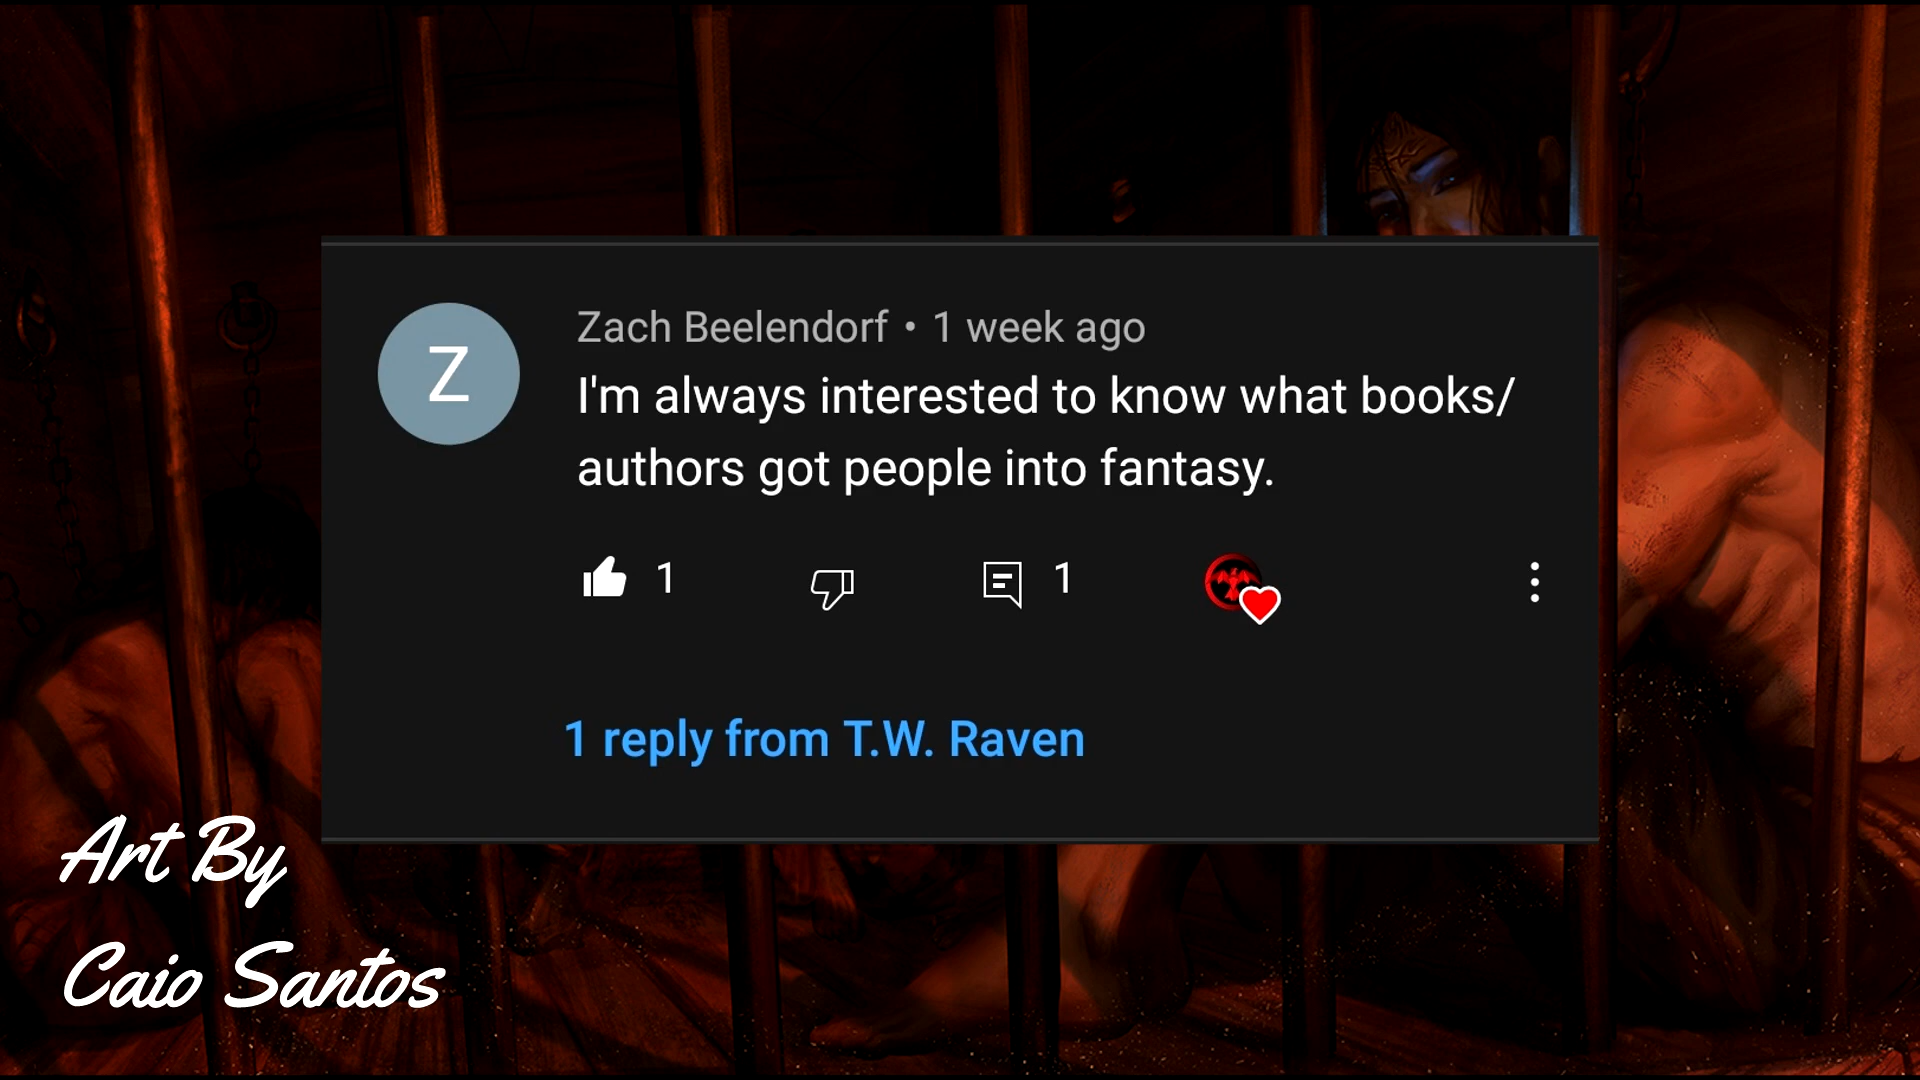 Z
Zach Beelendorf • 1 week ago
I'm always interested to know what books/
authors got people into fantasy.
1
1
1 reply from T.W. Raven
Art By
Caio Santos